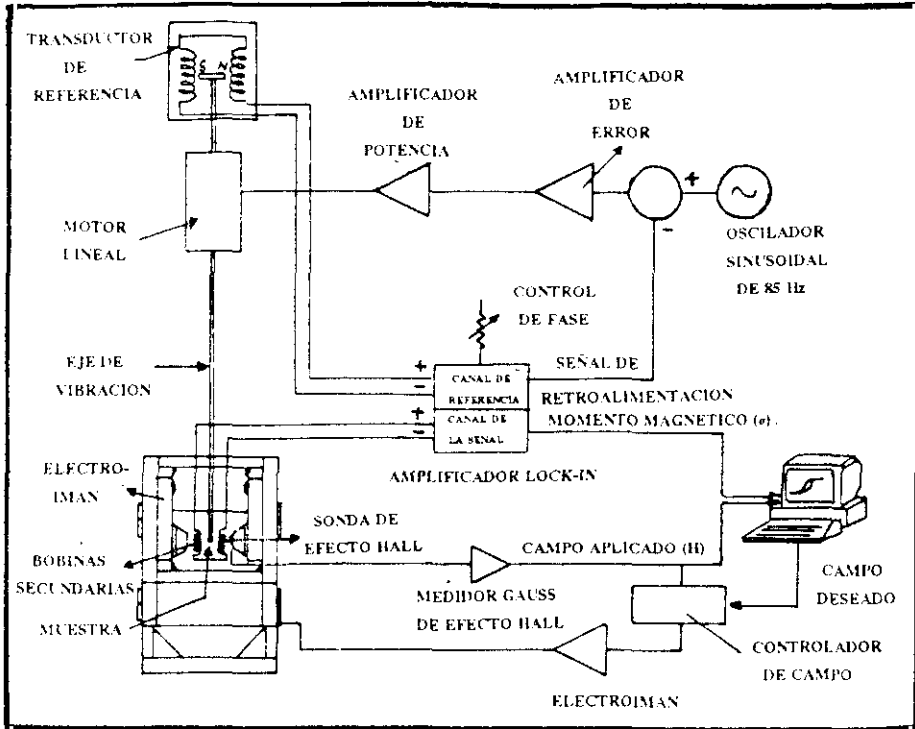 TRANSDUCTOR
DE
REFERENCIA
S N
AMPLIFICADOR
DE
POTENCIA
AMPLIFICADOR
DE
ERROR
+
-
MOTOR
LINEAL
OSCILADOR
SINUSOIDAL
DE 85 Hz
CONTROL
DE FASE
EJE DE
VIBRACION
+
-
CANAL DE
REFERENCIA
SEÑAL DE
RETROALIMENTACION
+
-
CANAL DE
LA SENAL
MOMENTO MAGNETICO (σ).
AMPLIFICADOR LOCK-IN
ELECTRO-
IMAN
SONDA DE
EFECTO HALL
BOBINAS
SECUNDARIAS
MUESTRA
CAMPO APLICADO (H)
MEDIDOR GAUSS
DE EFECTO HALL
CAMPO
DESEADO
CONTROLADOR
DE CAMPO
ELECTROIMAN